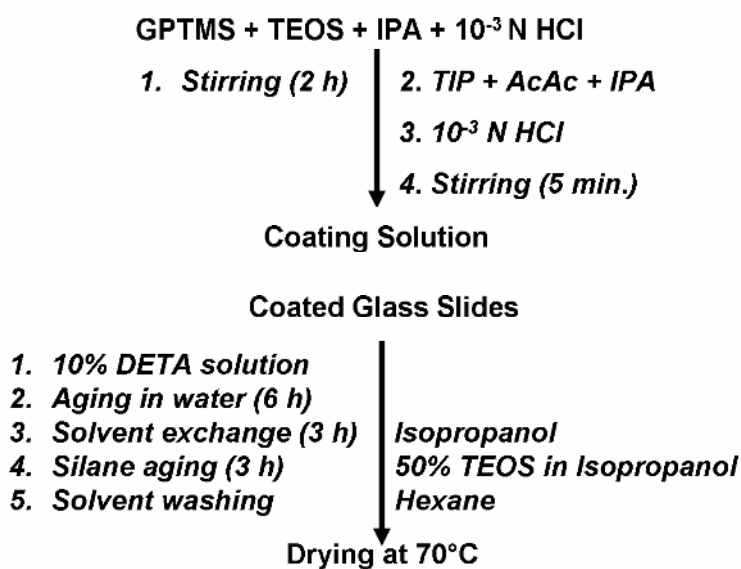 GPTMS + TEOS + IPA + 10⁻³ N HCl
1. Stirring (2 h)
2. TIP + AcAc + IPA
3. 10⁻³ N HCl
4. Stirring (5 min.)
Coating Solution
Coated Glass Slides
1. 10% DETA solution
2. Aging in water (6 h)
3. Solvent exchange (3 h) Isopropanol
4. Silane aging (3 h) 50% TEOS in Isopropanol
5. Solvent washing Hexane
Drying at 70°C